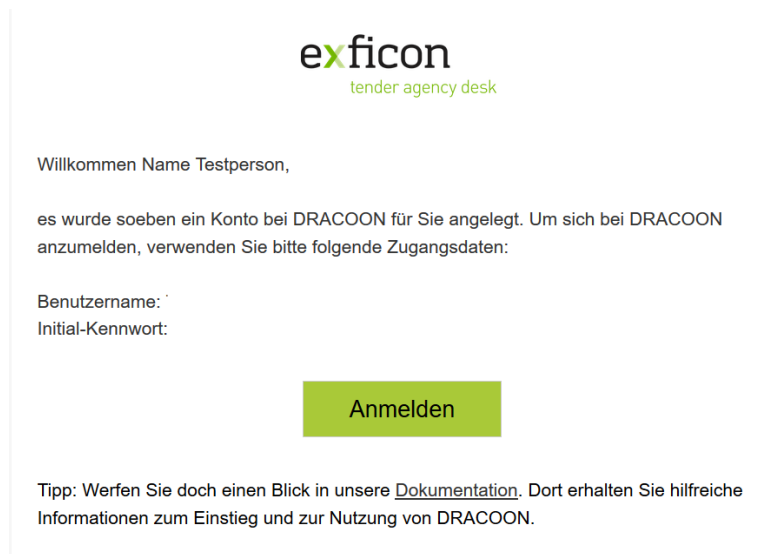 exficon
tender agency desk
Willkommen Name Testperson,
es wurde soeben ein Konto bei DRACOON für Sie angelegt. Um sich bei DRACOON
anzumelden, verwenden Sie bitte folgende Zugangsdaten:
Benutzername:
Initial-Kennwort:
Anmelden
Tipp: Werfen Sie doch einen Blick in unsere Dokumentation. Dort erhalten Sie hilfreiche
Informationen zum Einstieg und zur Nutzung von DRACOON.